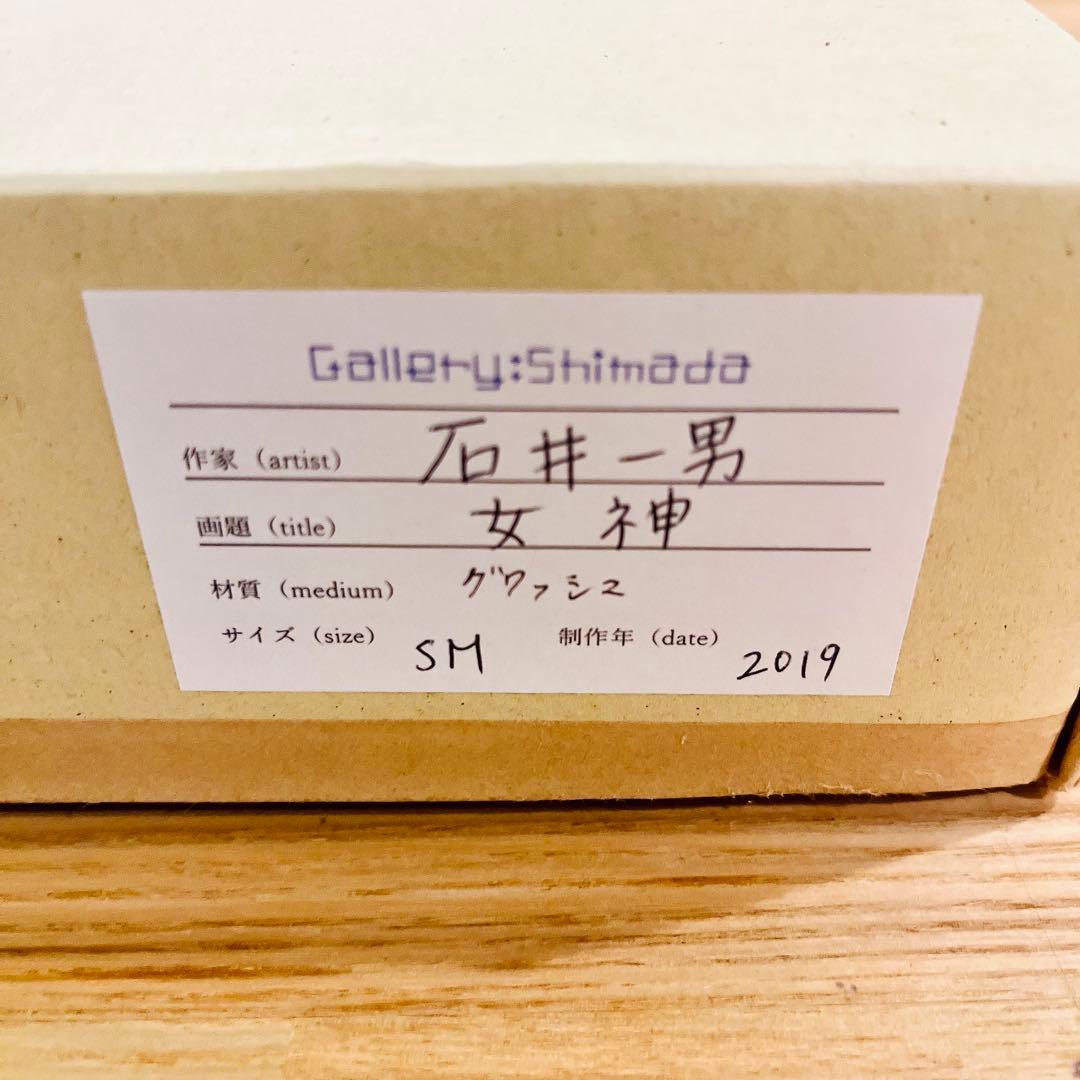 Gallery:Shimada
作家（artist） 石井一男
画題（title） 女神
材質（medium） グワッシュ
サイズ（size） SM 制作年（date） 2019